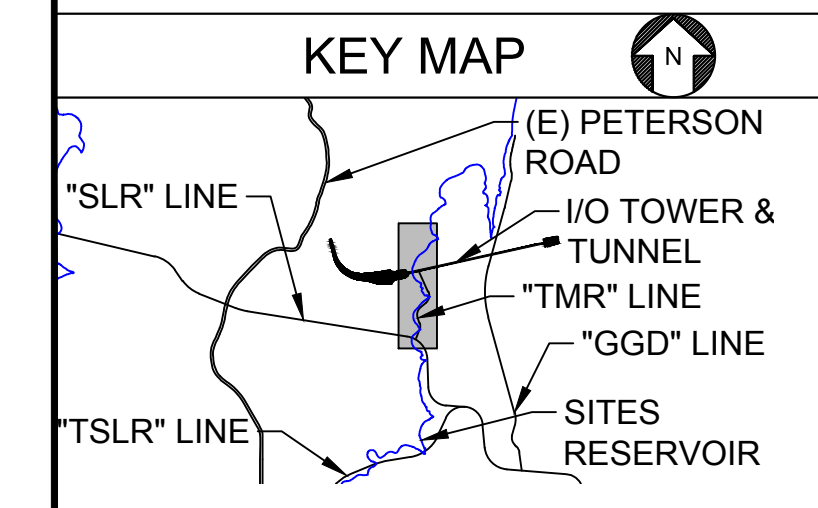 KEY MAP
N
(E) PETERSON
ROAD
"SLR" LINE
I/O TOWER &
TUNNEL
"TMR" LINE
"GGD" LINE
SITES
RESERVOIR
"TSLR" LINE